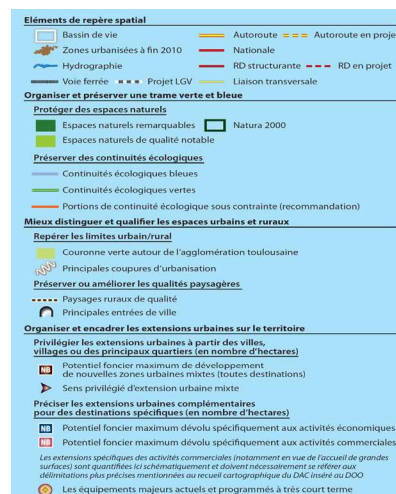 Eléments de repère spatial
Bassin de vie
Autoroute
Autoroute en proje
Zones urbanisées à fin 2010
Nationale
Hydrographie
RD structurante
RD en projet
Voie ferrée
Projet LGV
Liaison transversale
Organiser et préserver une trame verte et bleue
Protéger des espaces naturels
Espaces naturels remarquables
Natura 2000
Espaces naturels de qualité notable
Préserver des continuités écologiques
Continuités écologiques bleues
Continuités écologiques vertes
Portions de continuité écologique sous contrainte (recommandation)
Mieux distinguer et qualifier les espaces urbains et ruraux
Repérer les limites urbain/rural
Couronne verte autour de l'agglomération toulousaine
Principales coupures d'urbanisation
Préserver ou améliorer les qualités paysagères
Paysages ruraux de qualité
Principales entrées de ville
Organiser et encadrer les extensions urbaines sur le territoire
Privilégier les extensions urbaines à partir des villes,
villages ou des principaux quartiers (en nombre d'hectares)
NB Potentiel foncier maximum de développement
de nouvelles zones urbaines mixtes (toutes destinations)
Sens privilégié d'extension urbaine mixte
Préciser les extensions urbaines complémentaires
pour des destinations spécifiques (en nombre d'hectares)
NB Potentiel foncier maximum dévolu spécifiquement aux activités économiques
NB Potentiel foncier maximum dévolu spécifiquement aux activités commerciales
Les extensions spécifiques des activités commerciales (notamment en vue de l'accueil de grandes
surfaces) sont quantifiées ici schématiquement et doivent nécessairement se référer aux
délimitations plus précises mentionnées au recueil cartographique du DAC inséré au DOO
Les équipements majeurs actuels et programmés à très court terme